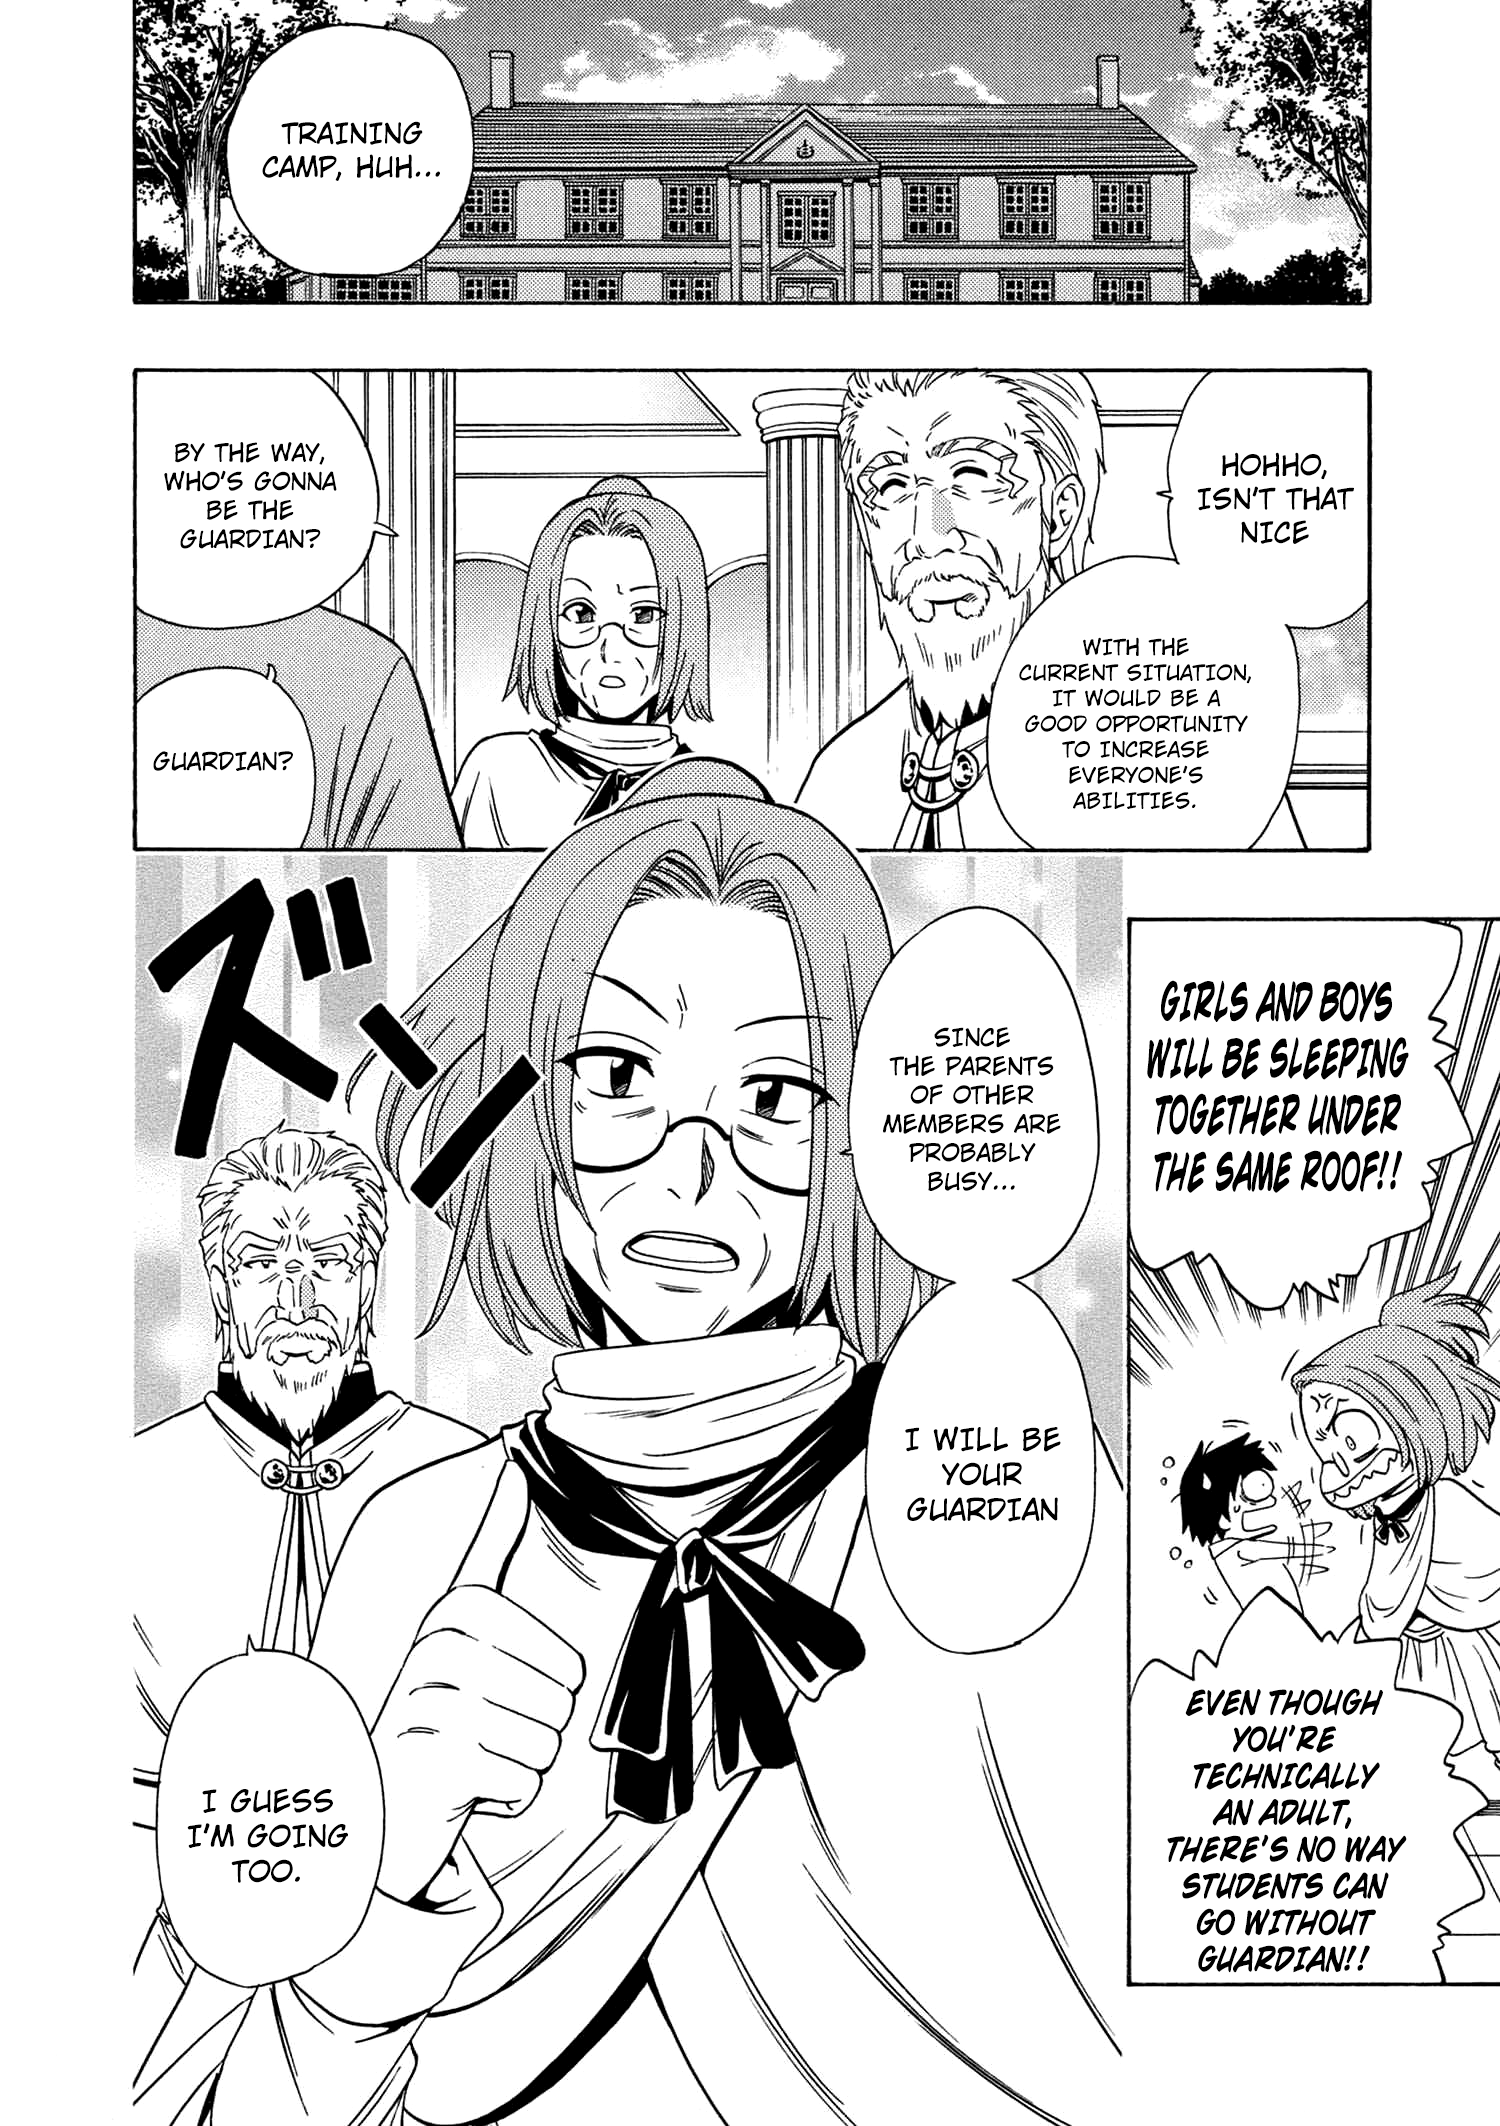 TRAINING
CAMP, HUH...
HOHHO,
ISN'T THAT
NICE
WITH THE
CURRENT SITUATION,
IT WOULD BE A
GOOD OPPORTUNITY
TO INCREASE
EVERYONE'S
ABILITIES.
BY THE WAY,
WHO'S GONNA
BE THE
GUARDIAN?
GUARDIAN?
GIRLS AND BOYS
WILL BE SLEEPING
TOGETHER UNDER
THE SAME ROOF!!
EVEN THOUGH
YOU'RE
TECHNICALLY
AN ADULT,
THERE'S NO WAY
STUDENTS CAN
GO WITHOUT
GUARDIAN!!
SINCE
THE PARENTS
OF OTHER
MEMBERS ARE
PROBABLY
BUSY...
I WILL BE
YOUR
GUARDIAN
ズン
I GUESS
I'M GOING
TOO.